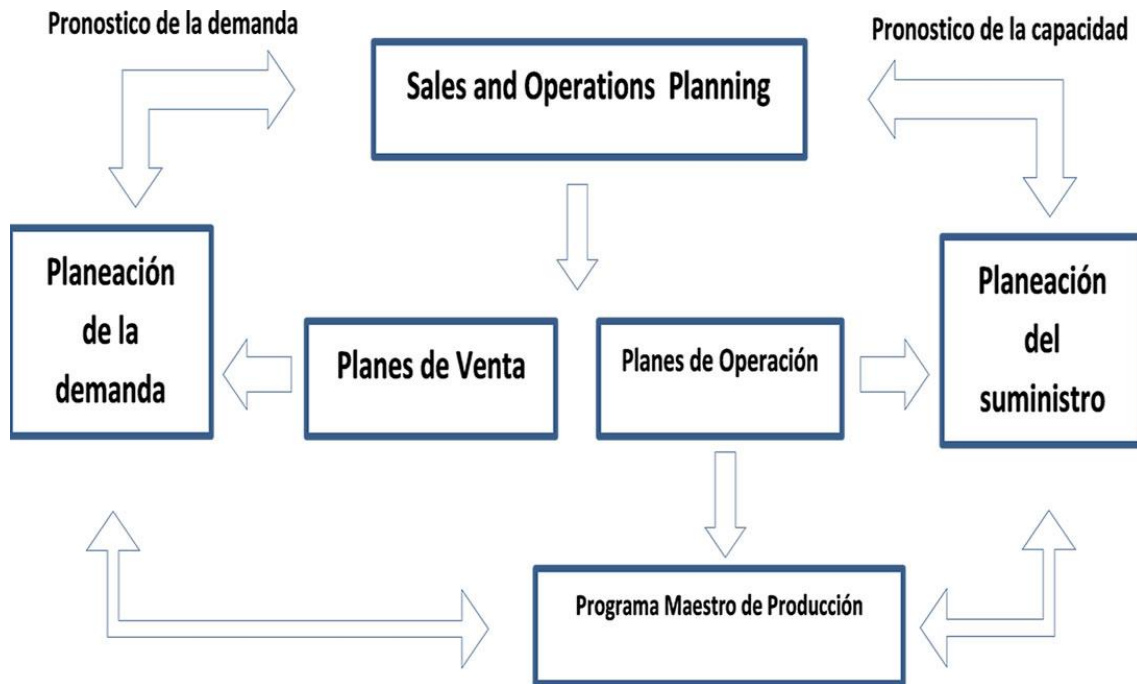 Pronostico de la demanda
Pronostico de la capacidad
Sales and Operations Planning
Planeación
de la
demanda
Planes de Venta
Planes de Operación
Planeación
del
suministro
Programa Maestro de Producción